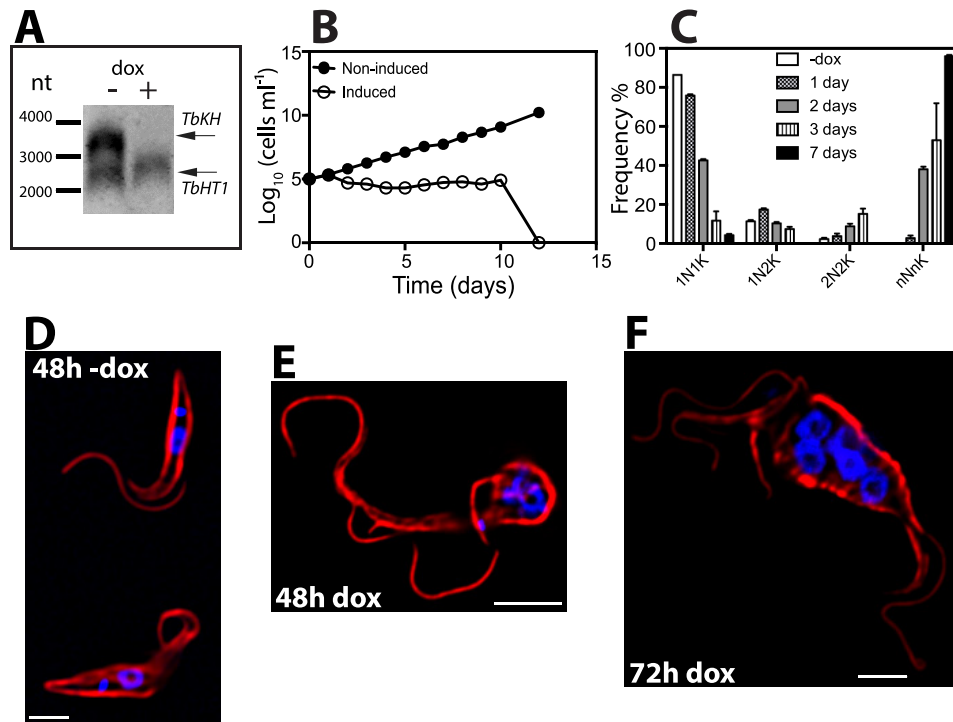 A
nt
dox
- +
4000
3000
2000
TbKH
TbHT1
B
15
10
5
0
Log10 (cells ml-1)
Non-induced
Induced
0 5 10 15
Time (days)
C
100
80
60
40
20
0
Frequency %
-dox
1 day
2 days
3 days
7 days
1N1K 1N2K 2N2K nNnK
D
48h -dox
E
48h dox
F
72h dox